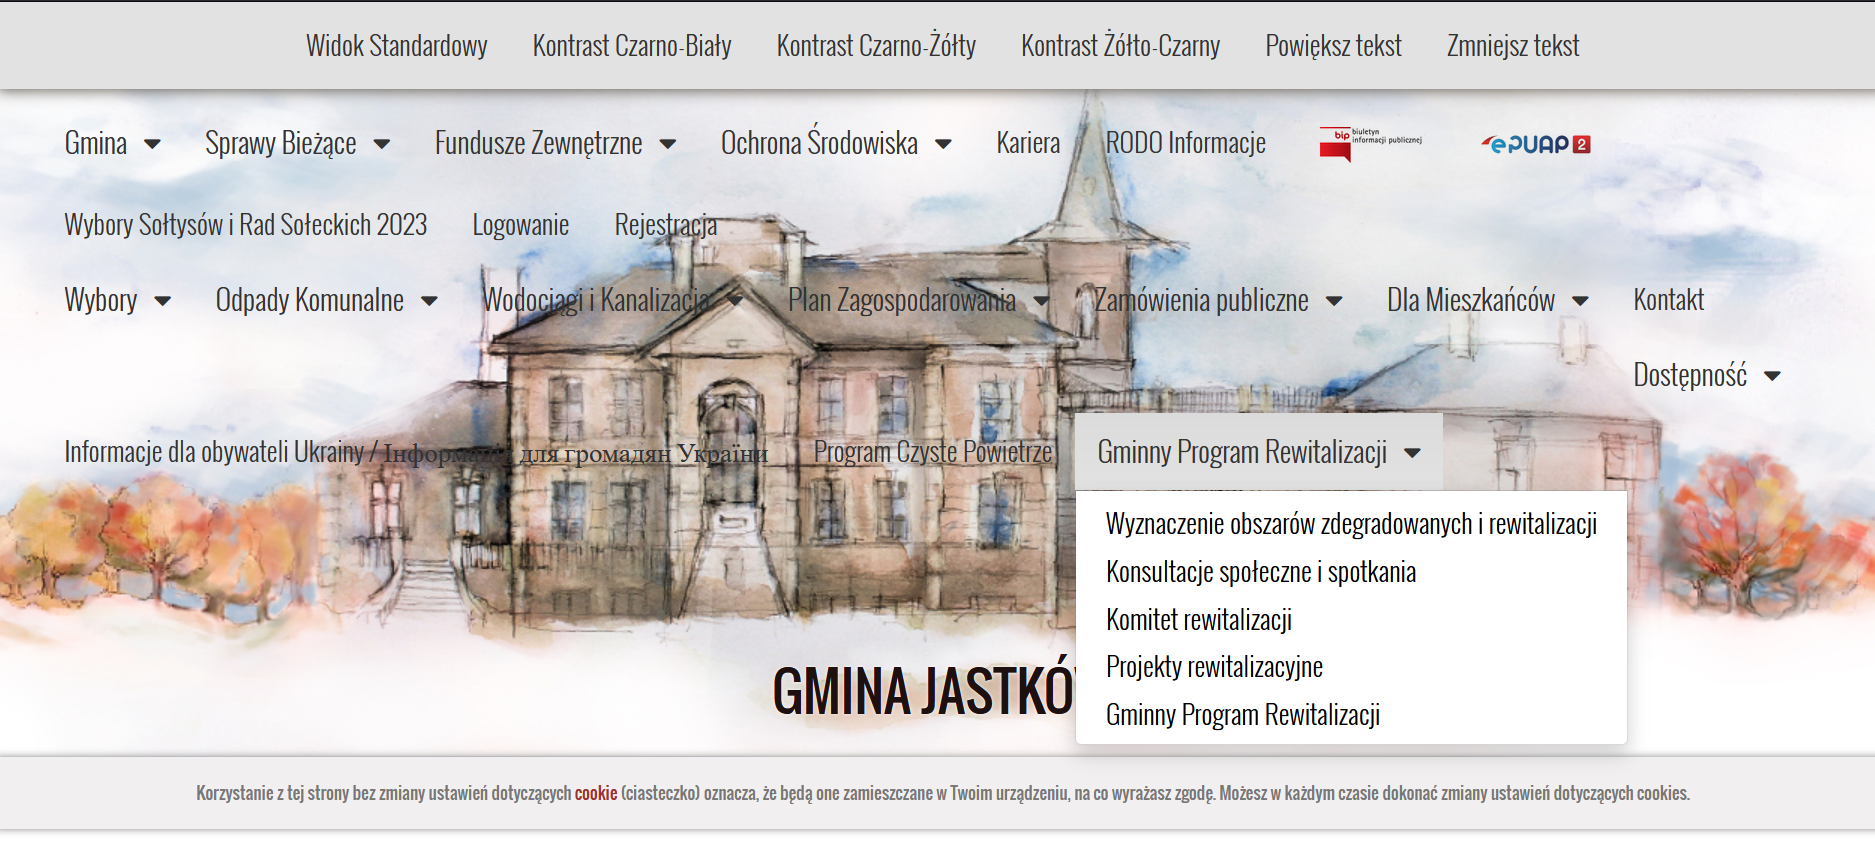 Widok Standardowy Kontrast Czarno-Biały Kontrast Czarno-Żółty Kontrast Żółto-Czarny Powiększ tekst Zmniejsz tekst
Gmina Sprawy Bieżące Fundusze Zewnętrzne Ochrona Środowiska Kariera RODO Informacje bip biuletyn informacji publicznej ePUAP 2
Wybory Sołtysów i Rad Sołeckich 2023 Logowanie Rejestracja
Wybory Odpady Komunalne Wodociągi i Kanalizacja Plan Zagospodarowania Zamówienia publiczne Dla Mieszkańców Kontakt
Dostępność
Informacje dla obywateli Ukrainy / Інформація для громадян України Program Czyste Powietrze Gminny Program Rewitalizacji
Wyznaczenie obszarów zdegradowanych i rewitalizacji
Konsultacje społeczne i spotkania
Komitet rewitalizacji
Projekty rewitalizacyjne
Gminny Program Rewitalizacji
GMINA JASTKÓ
Korzystanie z tej strony bez zmiany ustawień dotyczących cookie (ciasteczko) oznacza, że będą one zamieszczane w Twoim urządzeniu, na co wyrażasz zgodę. Możesz w każdym czasie dokonać zmiany ustawień dotyczących cookies.